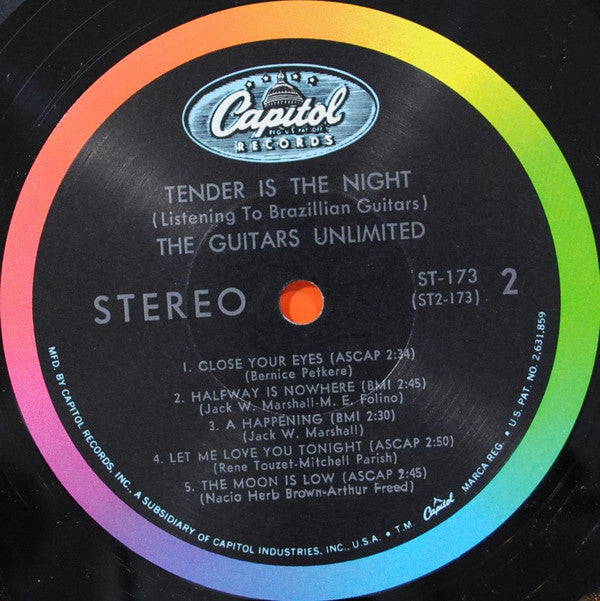 Capitol
REG. U.S. PAT. OFF.
RECORDS
TENDER IS THE NIGHT
(Listening To Brazillian Guitars)
THE GUITARS UNLIMITED
STEREO
ST-173
(ST2-173)
2
1. CLOSE YOUR EYES (ASCAP 2:34)
(Bernice Petkere)
2. HALFWAY IS NOWHERE (BMI 2:45)
(Jack W. Marshall-M. E. Folino)
3. A HAPPENING (BMI 2:30)
(Jack W. Marshall)
4. LET ME LOVE YOU TONIGHT (ASCAP 2:50)
(Rene Touzet-Mitchell Parish)
5. THE MOON IS LOW (ASCAP 2:45)
(Nacio Herb Brown-Arthur Freed)
MFD. BY CAPITOL RECORDS, INC., A SUBSIDIARY OF CAPITOL INDUSTRIES, INC., U.S.A. • T.M. Capitol MARCA REG. • U.S. PAT. NO. 2,631,859